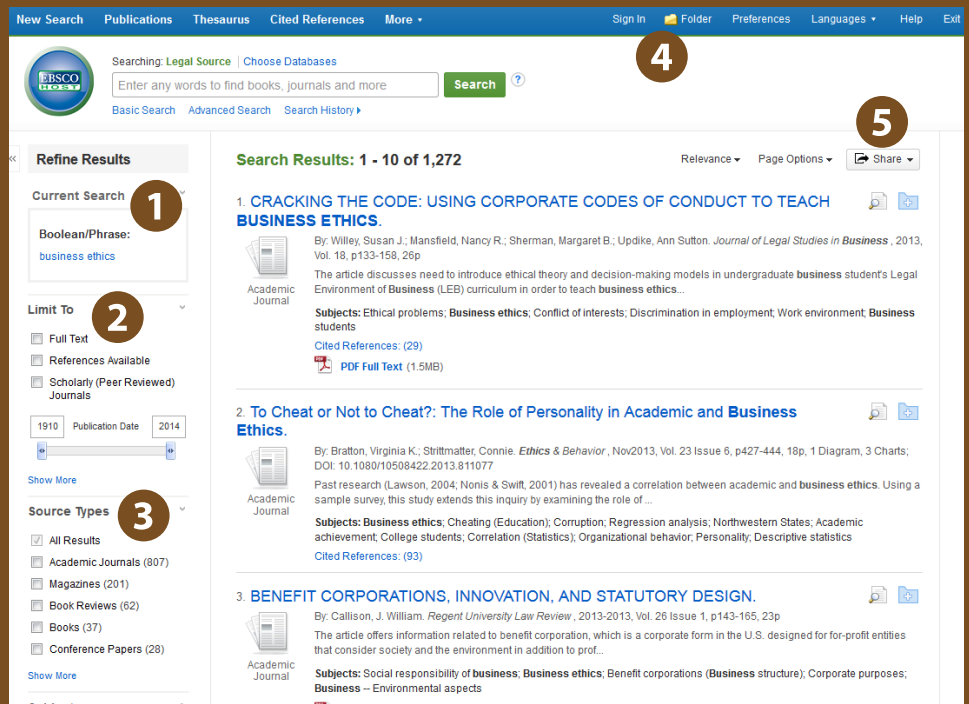 New Search Publications Thesaurus Cited References More
Sign In Folder Preferences Languages Help Exit
4
EBSCO
HOST
Searching: Legal Source | Choose Databases
Enter any words to find books, journals and more
Search
?
Basic Search Advanced Search Search History
5
«
Refine Results
Current Search
1
Boolean/Phrase:
business ethics
Limit To
2
Full Text
References Available
Scholarly (Peer Reviewed)
Journals
1910 Publication Date 2014
Show More
Source Types
3
All Results
Academic Journals (807)
Magazines (201)
Book Reviews (62)
Books (37)
Conference Papers (28)
Show More
Search Results: 1 - 10 of 1,272
Relevance Page Options Share
1. CRACKING THE CODE: USING CORPORATE CODES OF CONDUCT TO TEACH
BUSINESS ETHICS.
Academic
Journal
By: Willey, Susan J.; Mansfield, Nancy R.; Sherman, Margaret B.; Updike, Ann Sutton. Journal of Legal Studies in Business , 2013,
Vol. 18, p133-158, 26p
The article discusses need to introduce ethical theory and decision-making models in undergraduate business student's Legal
Environment of Business (LEB) curriculum in order to teach business ethics...
Subjects: Ethical problems; Business ethics; Conflict of interests; Discrimination in employment; Work environment; Business
students
Cited References: (29)
PDF Full Text (1.5MB)
2. To Cheat or Not to Cheat?: The Role of Personality in Academic and Business
Ethics.
Academic
Journal
By: Bratton, Virginia K.; Strittmatter, Connie. Ethics & Behavior , Nov2013, Vol. 23 Issue 6, p427-444, 18p, 1 Diagram, 3 Charts;
DOI: 10.1080/10508422.2013.811077
Past research (Lawson, 2004; Nonis & Swift, 2001) has revealed a correlation between academic and business ethics. Using a
sample survey, this study extends this inquiry by examining the role of ...
Subjects: Business ethics; Cheating (Education); Corruption; Regression analysis; Northwestern States; Academic
achievement; College students; Correlation (Statistics); Organizational behavior; Personality; Descriptive statistics
Cited References: (93)
3. BENEFIT CORPORATIONS, INNOVATION, AND STATUTORY DESIGN.
Academic
Journal
By: Callison, J. William. Regent University Law Review , 2013-2013, Vol. 26 Issue 1, p143-165, 23p
The article offers information related to benefit corporation, which is a corporate form in the U.S. designed for for-profit entities
that consider society and the environment in addition to prof...
Subjects: Social responsibility of business; Business ethics; Benefit corporations (Business structure); Corporate purposes;
Business -- Environmental aspects